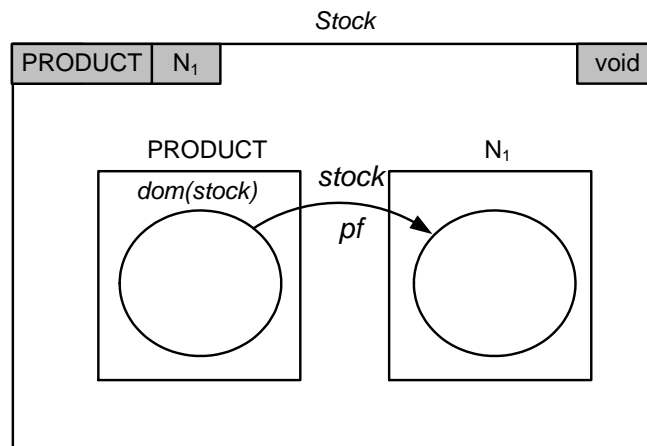 Stock
PRODUCT N₁ void
PRODUCT N₁
dom(stock) stock
pf